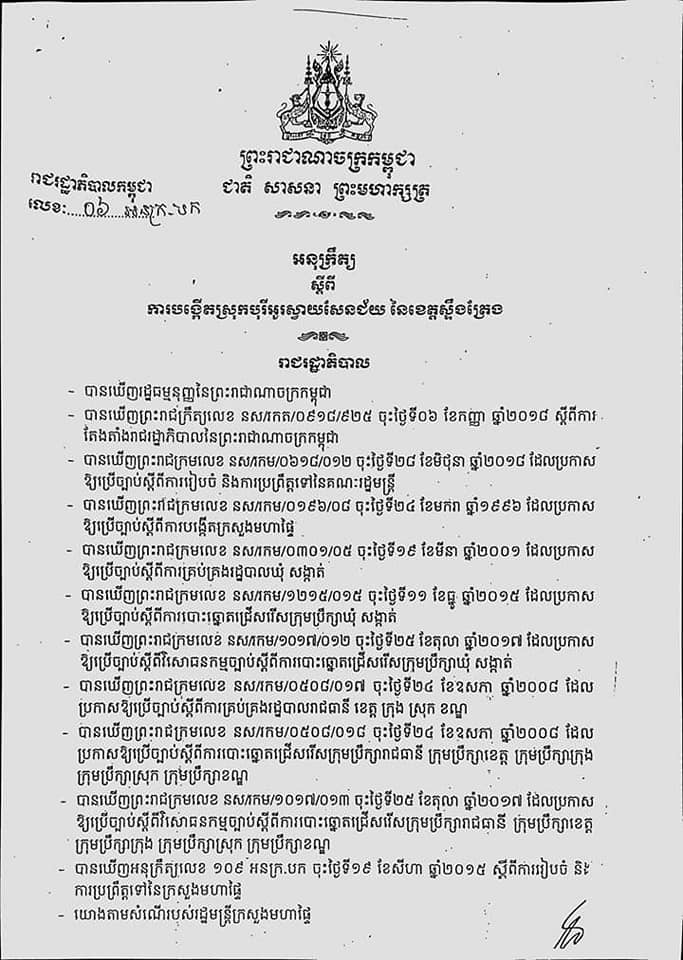 ព្រះរាជាណាចក្រកម្ពុជា
ជាតិ សាសនា ព្រះមហាក្សត្រ
រាជរដ្ឋាភិបាលកម្ពុជា
លេខ:......០៦ អនក្រ.បក
អនុក្រឹត្យ
ស្តីពី
ការបង្កើតស្រុកបុរីអូរស្វាយសែនជ័យ នៃខេត្តស្ទឹងត្រែង
រាជរដ្ឋាភិបាល
- បានឃើញរដ្ឋធម្មនុញ្ញនៃព្រះរាជាណាចក្រកម្ពុជា
- បានឃើញព្រះរាជក្រឹត្យលេខ នស/រកត/០៩១៨/៩២៥ ចុះថ្ងៃទី០៦ ខែកញ្ញា ឆ្នាំ២០១៨ ស្តីពីការ
តែងតាំងរាជរដ្ឋាភិបាលនៃព្រះរាជាណាចក្រកម្ពុជា
- បានឃើញព្រះរាជក្រមលេខ នស/រកម/០៦១៨/០១២ ចុះថ្ងៃទី២៨ ខែមិថុនា ឆ្នាំ២០១៨ ដែលប្រកាស
ឱ្យប្រើច្បាប់ស្តីពីការរៀបចំ និងការប្រព្រឹត្តទៅនៃគណៈរដ្ឋមន្ត្រី
- បានឃើញព្រះរាជក្រមលេខ នស/រកម/០១៩៦/០៨ ចុះថ្ងៃទី២៤ ខែមករា ឆ្នាំ១៩៩៦ ដែលប្រកាស
ឱ្យប្រើច្បាប់ស្តីពីការបង្កើតក្រសួងមហាផ្ទៃ
- បានឃើញព្រះរាជក្រមលេខ នស/រកម/០៣០១/០៥ ចុះថ្ងៃទី១៩ ខែមីនា ឆ្នាំ២០០១ ដែលប្រកាស
ឱ្យប្រើច្បាប់ស្តីពីការគ្រប់គ្រងរដ្ឋបាលឃុំ សង្កាត់
- បានឃើញព្រះរាជក្រមលេខ នស/រកម/១២១៥/០១៥ ចុះថ្ងៃទី១១ ខែធ្នូ ឆ្នាំ២០១៥ ដែលប្រកាស
ឱ្យប្រើច្បាប់ស្តីពីការបោះឆ្នោតជ្រើសរើសក្រុមប្រឹក្សាឃុំ សង្កាត់
- បានឃើញព្រះរាជក្រមលេខ នស/រកម/១០១៧/០១២ ចុះថ្ងៃទី២៥ ខែតុលា ឆ្នាំ២០១៧ ដែលប្រកាស
ឱ្យប្រើច្បាប់ស្តីពីវិសោធនកម្មច្បាប់ស្តីពីការបោះឆ្នោតជ្រើសរើសក្រុមប្រឹក្សាឃុំ សង្កាត់
- បានឃើញព្រះរាជក្រមលេខ នស/រកម/០៥០៨/០១៧ ចុះថ្ងៃទី២៤ ខែឧសភា ឆ្នាំ២០០៨ ដែល
ប្រកាសឱ្យប្រើច្បាប់ស្តីពីការគ្រប់គ្រងរដ្ឋបាលរាជធានី ខេត្ត ក្រុង ស្រុក ខណ្ឌ
- បានឃើញព្រះរាជក្រមលេខ នស/រកម/០៥០៨/០១៨ ចុះថ្ងៃទី២៤ ខែឧសភា ឆ្នាំ២០០៨ ដែល
ប្រកាសឱ្យប្រើច្បាប់ស្តីពីការបោះឆ្នោតជ្រើសរើសក្រុមប្រឹក្សារាជធានី ក្រុមប្រឹក្សាខេត្ត ក្រុមប្រឹក្សាក្រុង
ក្រុមប្រឹក្សាស្រុក ក្រុមប្រឹក្សាខណ្ឌ
- បានឃើញព្រះរាជក្រមលេខ នស/រកម/១០១៧/០១៣ ចុះថ្ងៃទី២៥ ខែតុលា ឆ្នាំ២០១៧ ដែលប្រកាស
ឱ្យប្រើច្បាប់ស្តីពីវិសោធនកម្មច្បាប់ស្តីពីការបោះឆ្នោតជ្រើសរើសក្រុមប្រឹក្សារាជធានី ក្រុមប្រឹក្សាខេត្ត
ក្រុមប្រឹក្សាក្រុង ក្រុមប្រឹក្សាស្រុក ក្រុមប្រឹក្សាខណ្ឌ
- បានឃើញអនុក្រឹត្យលេខ ១០៩ អនក្រ.បក ចុះថ្ងៃទី១៩ ខែសីហា ឆ្នាំ២០១៥ ស្តីពីការរៀបចំ និង
ការប្រព្រឹត្តទៅនៃក្រសួងមហាផ្ទៃ
- យោងតាមសំណើរបស់រដ្ឋមន្ត្រីក្រសួងមហាផ្ទៃ